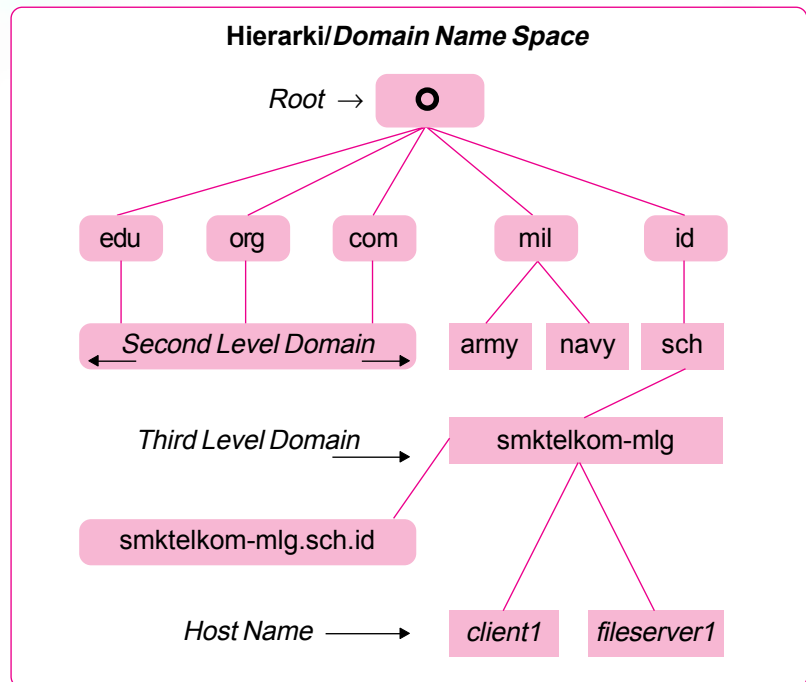 Hierarki/Domain Name Space
Root →
edu org com mil id
Second Level Domain army navy sch
Third Level Domain smktelkom-mlg
smktelkom-mlg.sch.id
Host Name client1 fileserver1